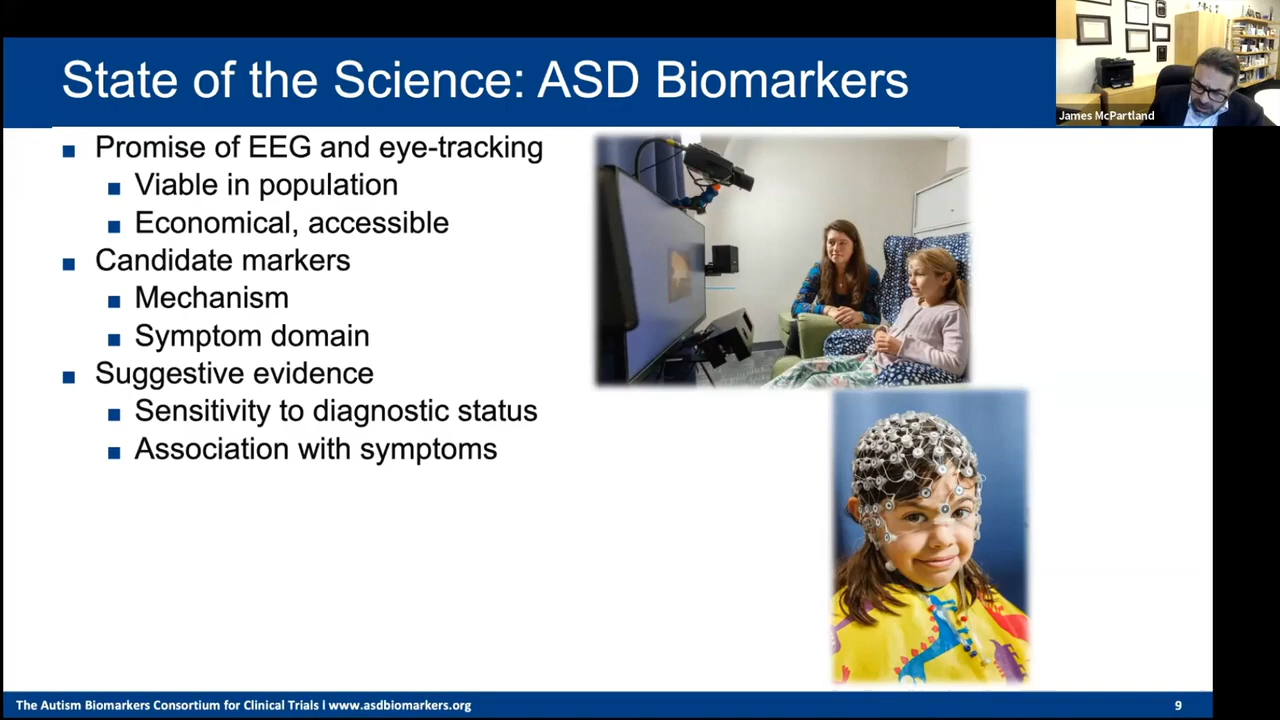 State of the Science: ASD Biomarkers
James McPartland
Promise of EEG and eye-tracking
Viable in population
Economical, accessible
Candidate markers
Mechanism
Symptom domain
Suggestive evidence
Sensitivity to diagnostic status
Association with symptoms
The Autism Biomarkers Consortium for Clinical Trials l www.asdbiomarkers.org
9